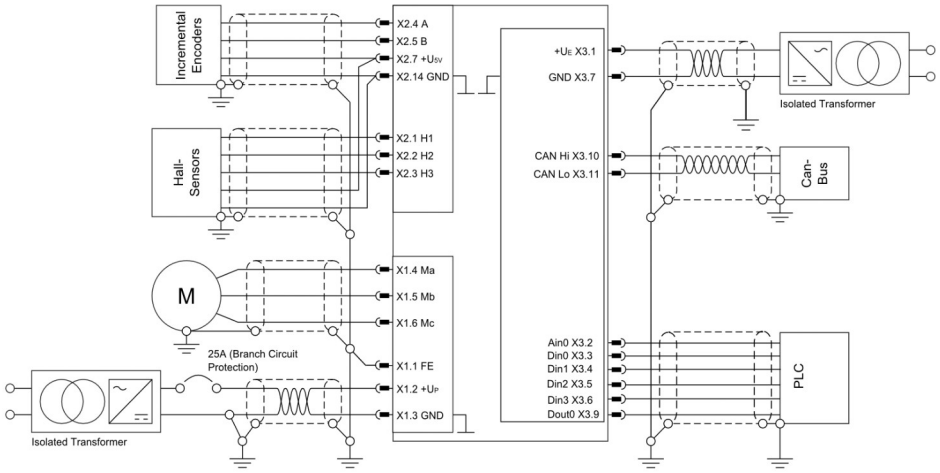 Incremental
Encoders
X2.4 A
X2.5 B
X2.7 +U5V
X2.14 GND
Hall-
Sensors
X2.1 H1
X2.2 H2
X2.3 H3
M
X1.4 Ma
X1.5 Mb
X1.6 Mc
25A (Branch Circuit
Protection)
X1.1 FE
X1.2 +UP
X1.3 GND
Isolated Transformer
+UE X3.1
GND X3.7
Isolated Transformer
CAN Hi X3.10
CAN Lo X3.11
Can-
Bus
Ain0 X3.2
Din0 X3.3
Din1 X3.4
Din2 X3.5
Din3 X3.6
Dout0 X3.9
PLC